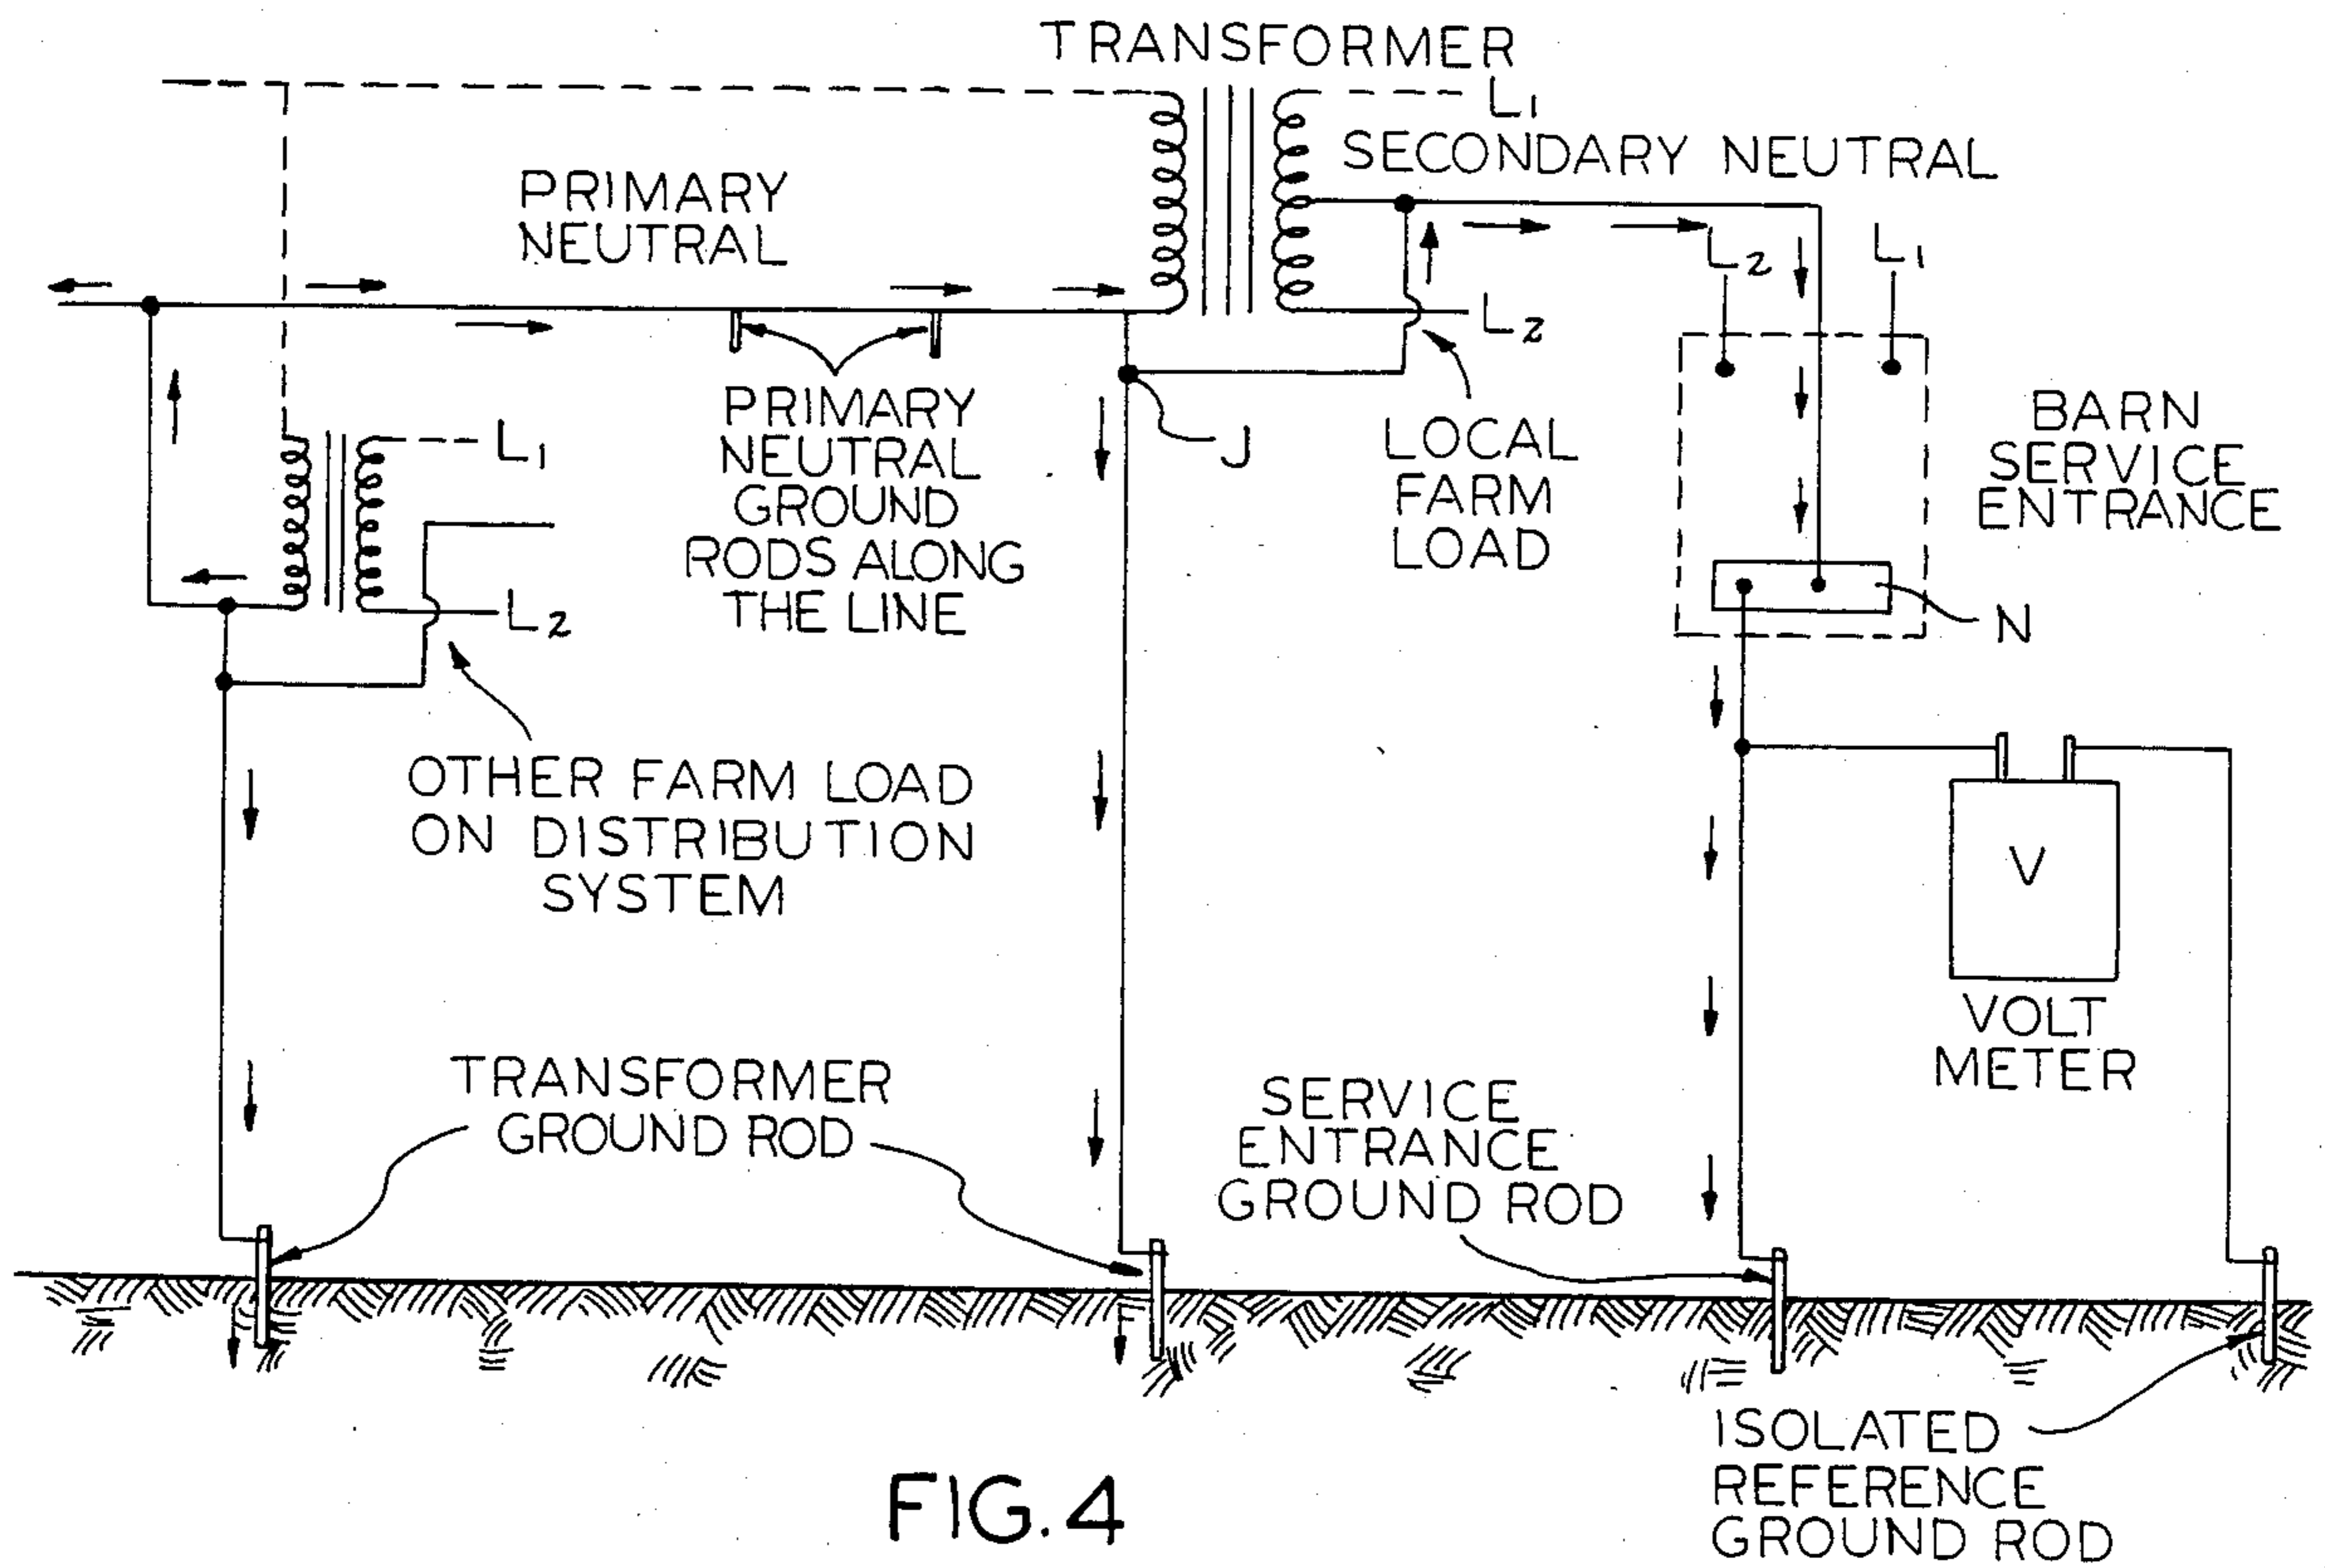 TRANSFORMER
L1
SECONDARY NEUTRAL
PRIMARY
NEUTRAL
L2
L1
L2
PRIMARY
NEUTRAL
GROUND
RODS ALONG
THE LINE
J
LOCAL
FARM
LOAD
BARN
SERVICE
ENTRANCE
L1
L2
N
OTHER FARM LOAD
ON DISTRIBUTION
SYSTEM
V
VOLT
METER
TRANSFORMER
GROUND ROD
SERVICE
ENTRANCE
GROUND ROD
ISOLATED
REFERENCE
GROUND ROD
FIG. 4